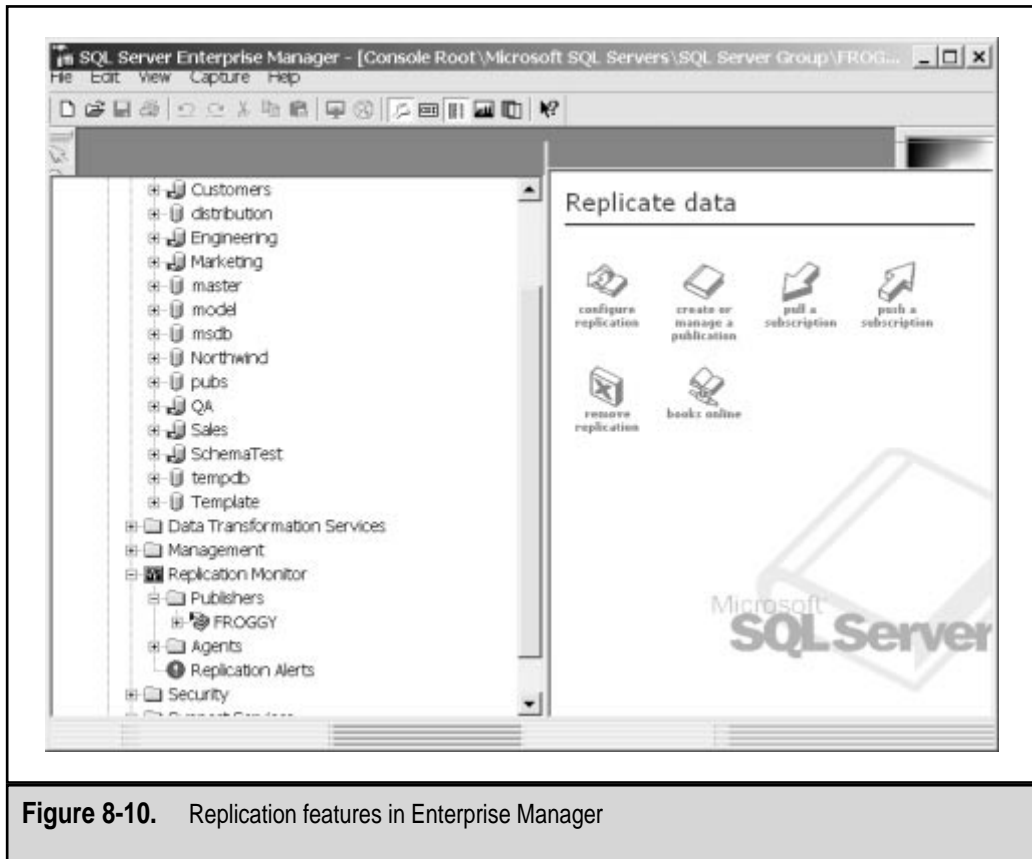 SQL Server Enterprise Manager - [Console Root\Microsoft SQL Servers\SQL Server Group\FROG...
File Edit View Capture Help
Customers
distribution
Engineering
Marketing
master
model
msdb
Northwind
pubs
QA
Sales
SchemaTest
tempdb
Template
Data Transformation Services
Management
Replication Monitor
Publishers
FROGGY
Agents
Replication Alerts
Security
Support Services
Replicate data
configure
replication
create or
manage a
publication
pull a
subscription
push a
subscription
remove
replication
books online
Microsoft
SQL Server
Figure 8-10. Replication features in Enterprise Manager